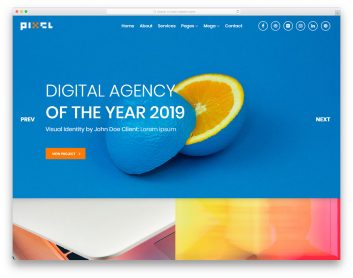 PIXEL
Home About Services Pages Mega Contact
DIGITAL AGENCY
OF THE YEAR 2019
Visual Identity by John Doe Client: Lorem Ipsum
PREV
NEXT
VIEW PROJECT